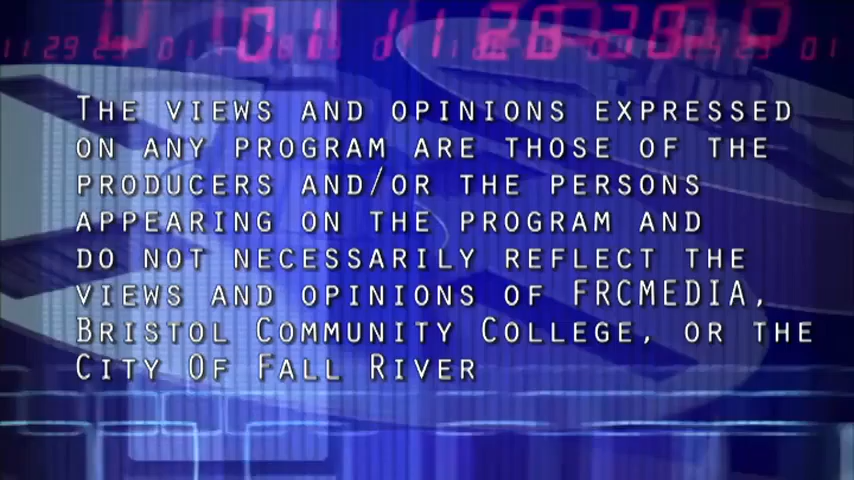 The views and opinions expressed
on any program are those of the
producers and/or the persons
appearing on the program and
do not necessarily reflect the
views and opinions of FRCMEDIA,
Bristol Community College, or the
City Of Fall River